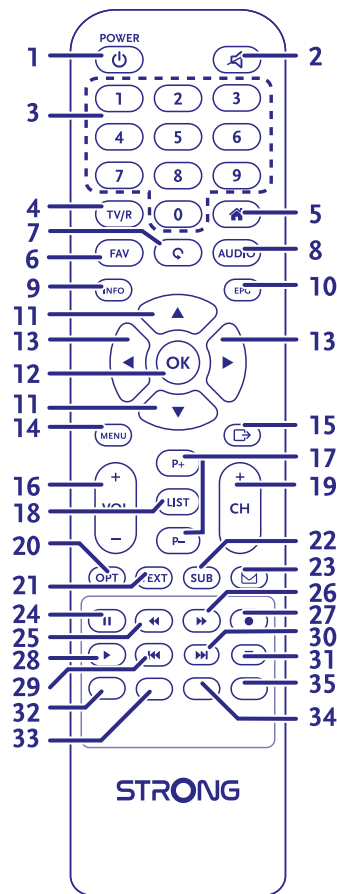 POWER
1 2
1 2 3
3
4 5 6
7 8 9
4 TV/R 0 5
7
6 FAV AUDIO 8
9 INFO EPG 10
11
13 13
OK
12
11
14 MENU 15
P+ 17
16 + + 19
VOL LIST CH
18
P-
− −
20 22
OPT TEXT SUB 23
21
24 26
25 27
28 30
29 31
32 35
33 34
STRONG